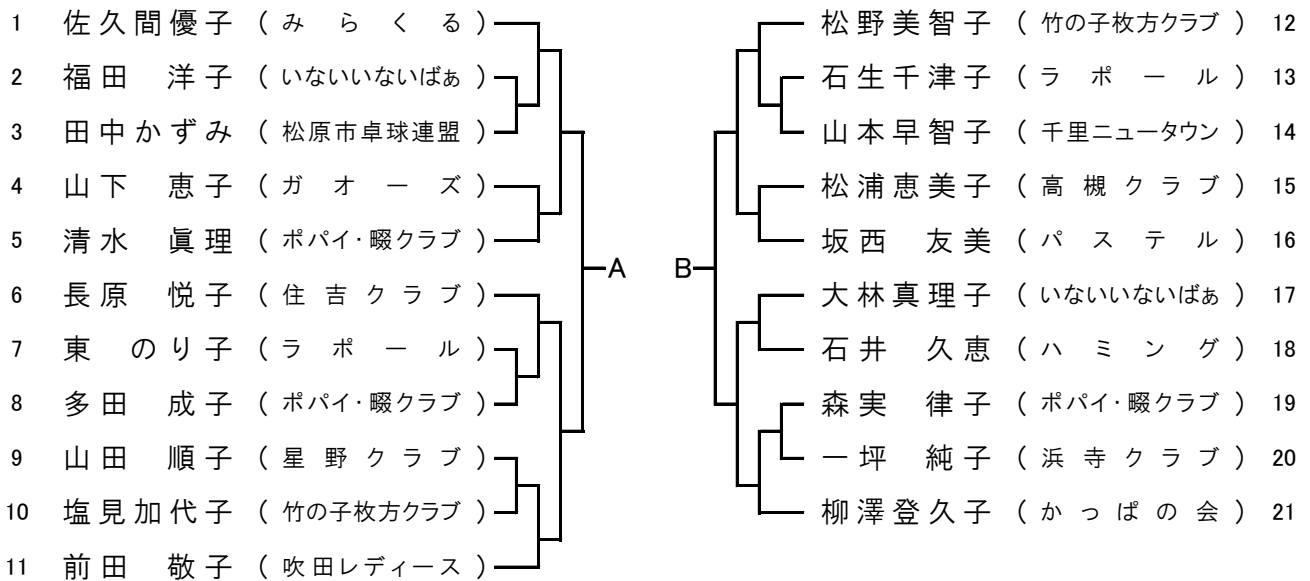 1 佐久間優子 (みらくる)
2 福田 洋子 (いないいないばぁ)
3 田中かずみ (松原市卓球連盟)
4 山下 恵子 (ガオーズ)
5 清水 眞理 (ポパイ・畷クラブ)
6 長原 悦子 (住吉クラブ)
7 東 のり子 (ラポール)
8 多田 成子 (ポパイ・畷クラブ)
9 山田 順子 (星野クラブ)
10 塩見加代子 (竹の子枚方クラブ)
11 前田 敬子 (吹田レディース)
A
B
松野美智子 (竹の子枚方クラブ) 12
石生千津子 (ラポール) 13
山本早智子 (千里ニュータウン) 14
松浦恵美子 (高槻クラブ) 15
坂西 友美 (パステル) 16
大林真理子 (いないいないばぁ) 17
石井 久恵 (ハミング) 18
森実 律子 (ポパイ・畷クラブ) 19
一坪 純子 (浜寺クラブ) 20
柳澤登久子 (かっぱの会) 21